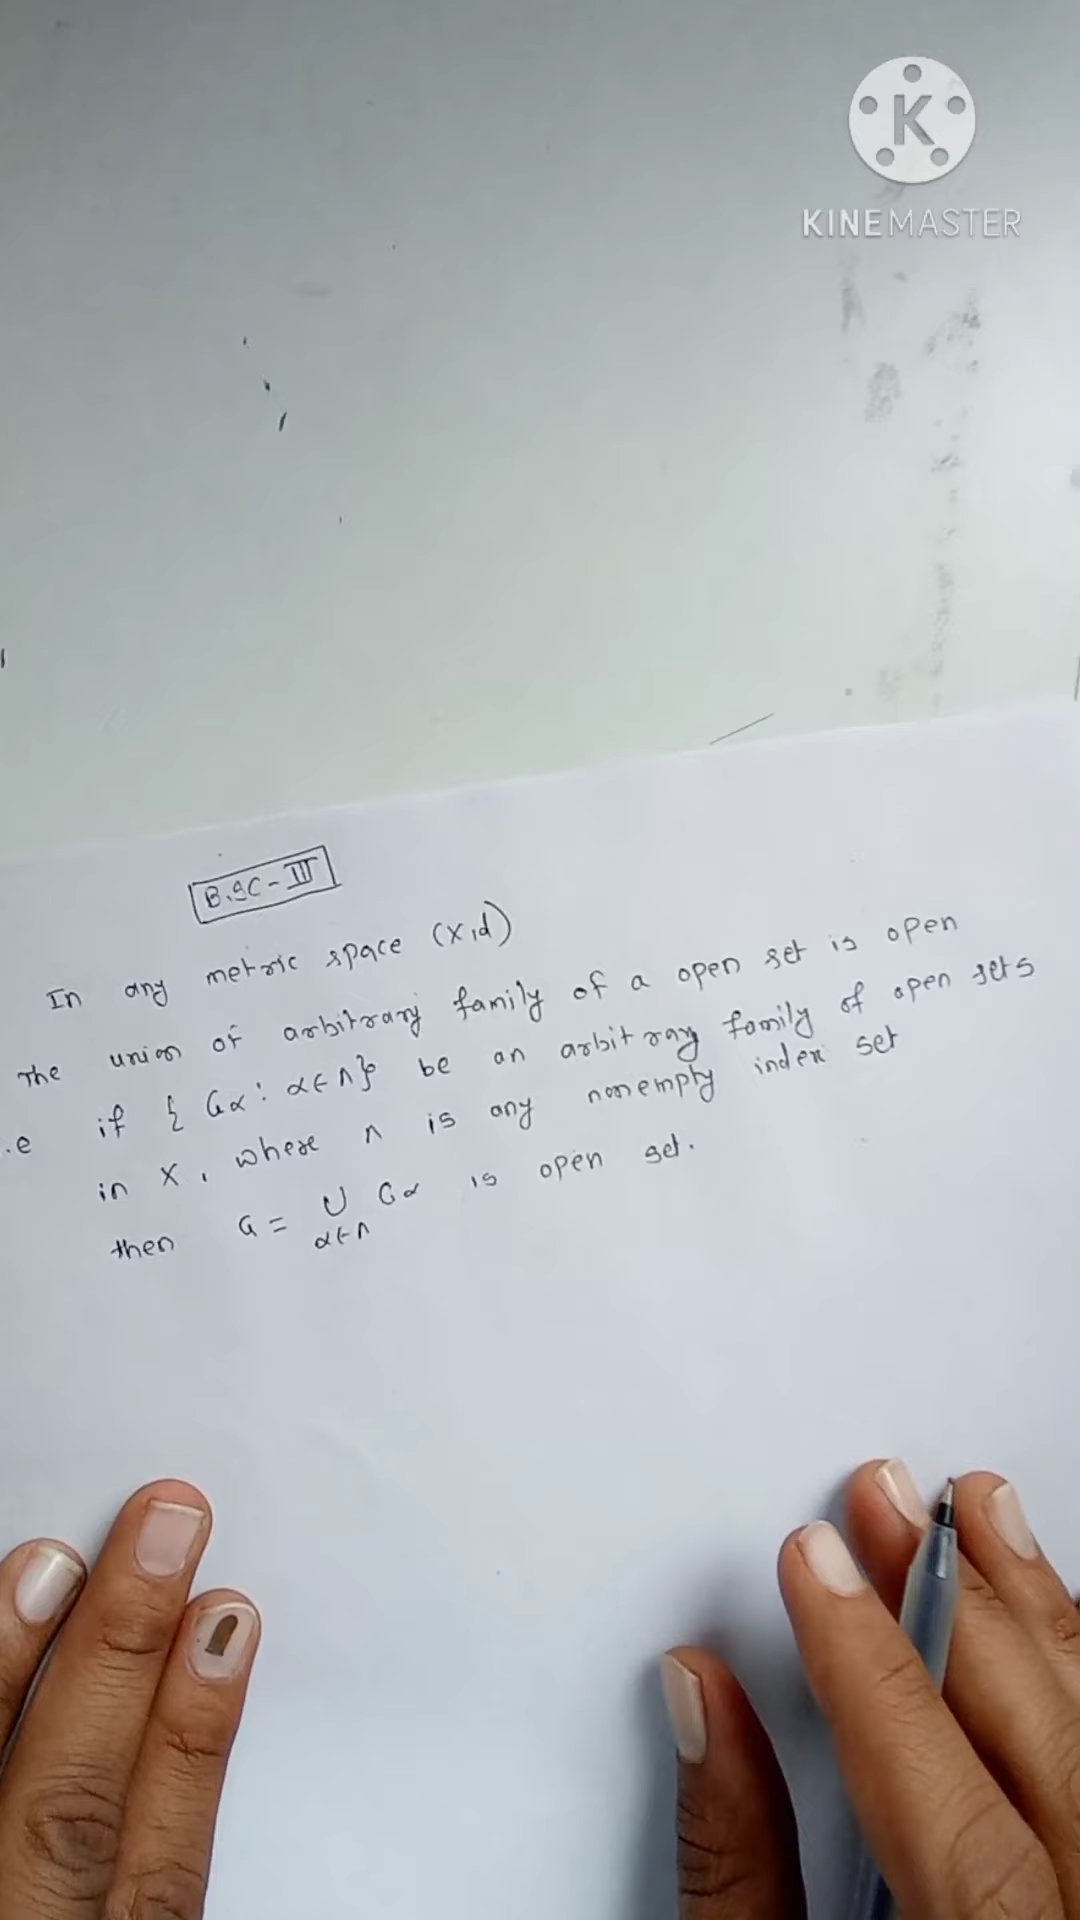 K
KINEMASTER
B.SC-III
In any metric space (X,d)
The union of arbitrary family of a open set is open
.e if { Gα : α∈Λ} be an arbitrary family of open sets
in X, where Λ is any nonempty index set
then G = ∪ Gα is open set.
α∈Λ